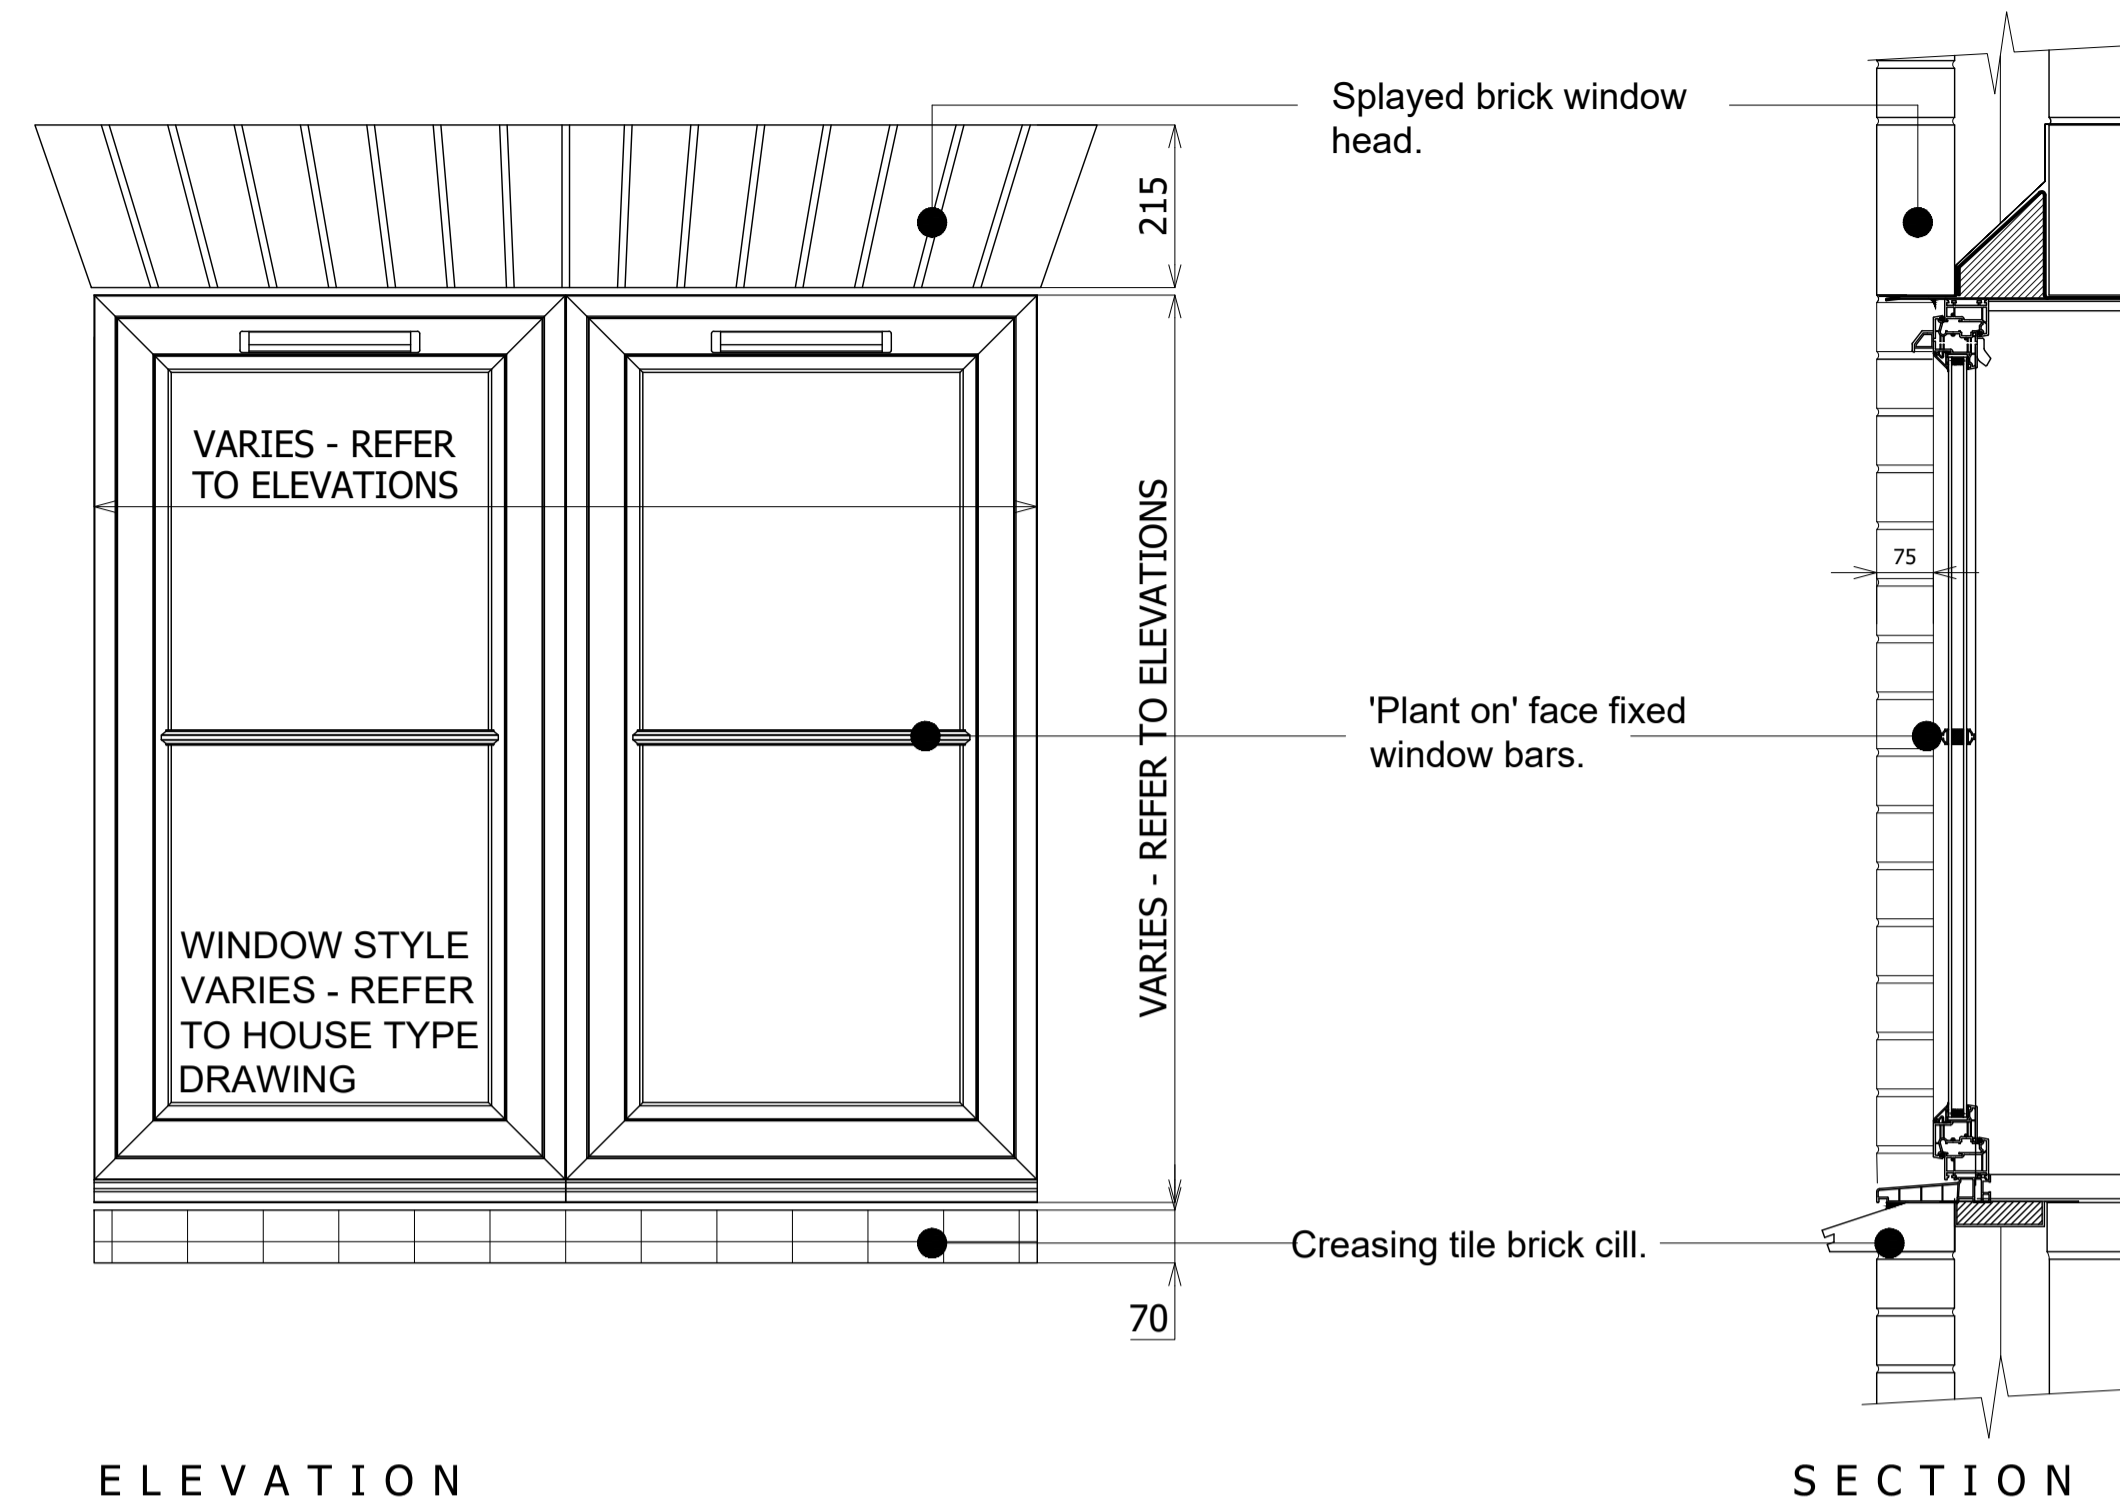 Splayed brick window
head.
215
VARIES - REFER
TO ELEVATIONS
VARIES - REFER TO ELEVATIONS
75
'Plant on' face fixed
window bars.
WINDOW STYLE
VARIES - REFER
TO HOUSE TYPE
DRAWING
Creasing tile brick cill.
70
ELEVATION
SECTION